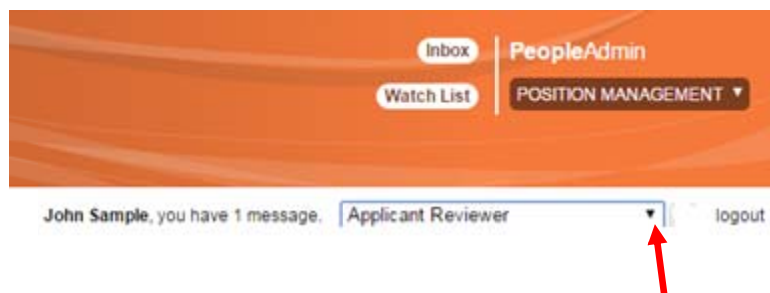 Inbox
PeopleAdmin
Watch List
POSITION MANAGEMENT
John Sample, you have 1 message.
Applicant Reviewer
logout